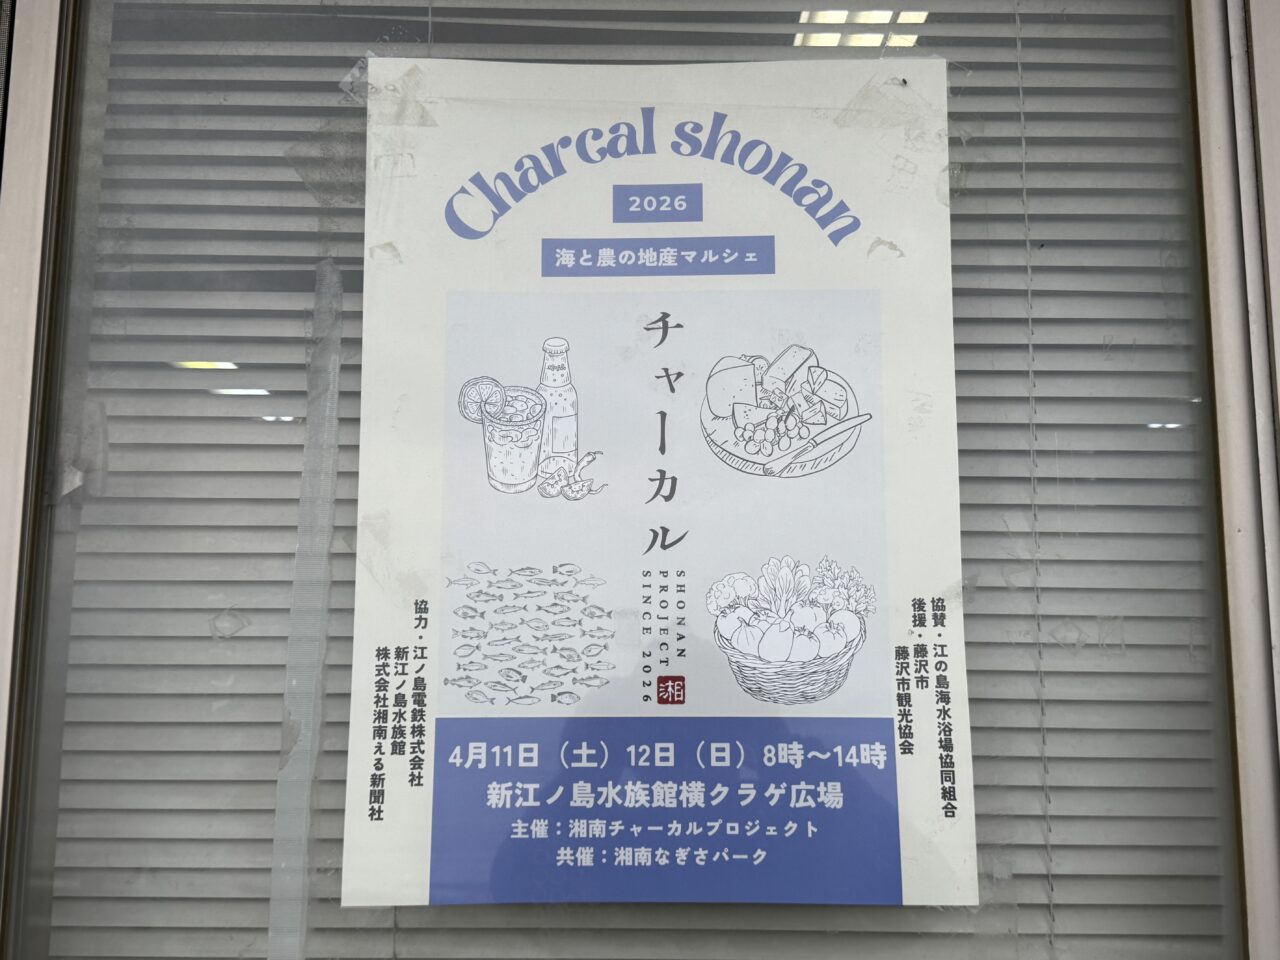 Charcal shonan
2026
海と農の地産マルシェ
チャーカル
SHONAN
PROJECT
SINCE 2026
湘
協賛・江の島海水浴場協同組合
後援・藤沢市
藤沢市観光協会
協力・江ノ島電鉄株式会社
新江ノ島水族館
株式会社湘南える新聞社
4月11日（土）12日（日）8時～14時
新江ノ島水族館横クラゲ広場
主催：湘南チャーカルプロジェクト
共催：湘南なぎさパーク